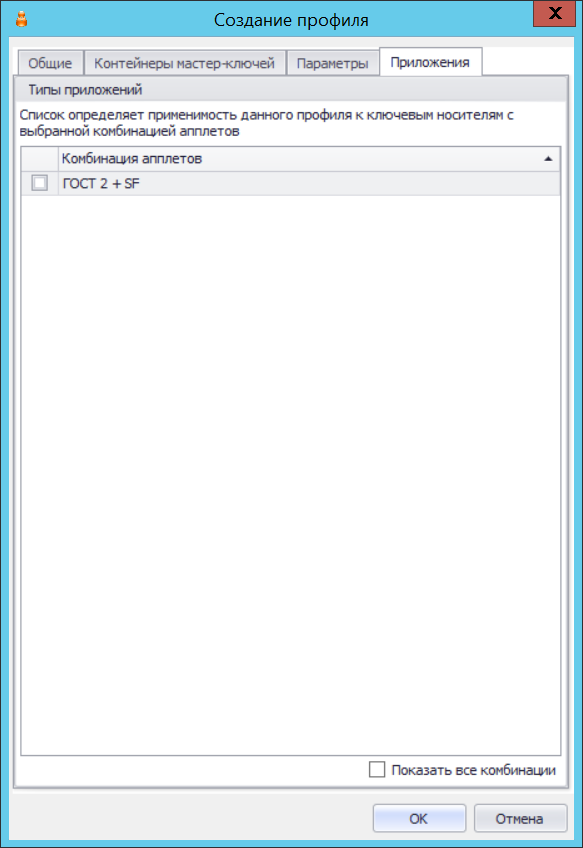 Создание профиля
X
Общие
Контейнеры мастер-ключей
Параметры
Приложения
Типы приложений
Список определяет применимость данного профиля к ключевым носителям с
выбранной комбинацией апплетов
Комбинация апплетов
ГОСТ 2 + SF
Показать все комбинации
OK
Отмена